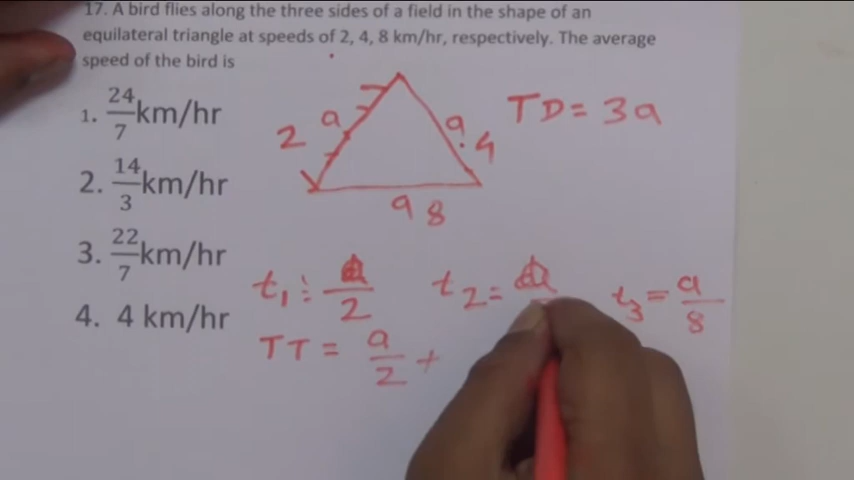 17. A bird flies along the three sides of a field in the shape of an
equilateral triangle at speeds of 2, 4, 8 km/hr, respectively. The average
speed of the bird is
1. 24/7 km/hr
2. 14/3 km/hr
3. 22/7 km/hr
4. 4 km/hr
2 a a 4 TD = 3a
a 8
t₁ = a/2 t₂ = a t₃ = a/8
TT = a/2 +